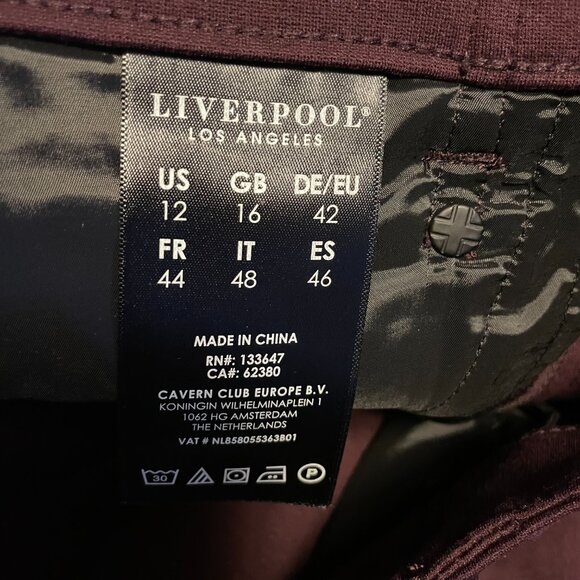 LIVERPOOL®
LOS ANGELES
US GB DE/EU
12 16 42
FR IT ES
44 48 46
MADE IN CHINA
RN#: 133647
CA#: 62380
CAVERN CLUB EUROPE B.V.
KONINGIN WILHELMINAPLEIN 1
1062 HG AMSTERDAM
THE NETHERLANDS
VAT # NL858055363B01
30 P